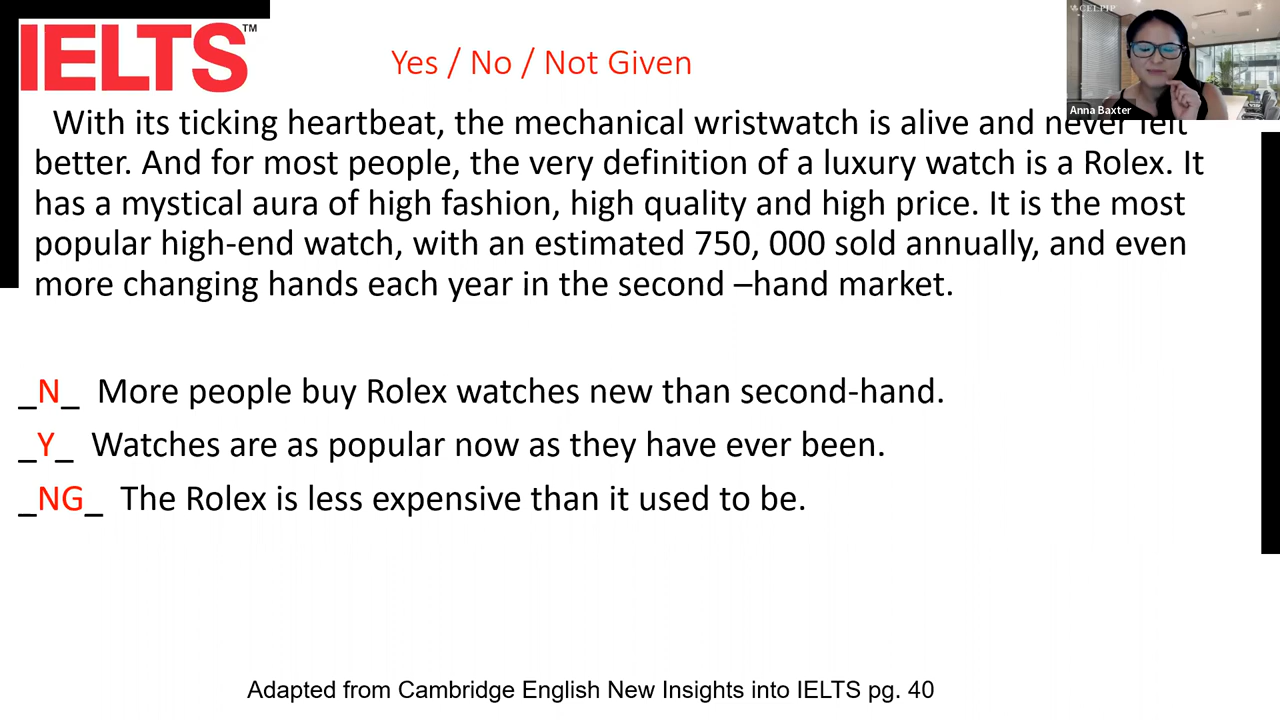 IELTS™
Yes / No / Not Given
CELPIP
Anna Baxter
With its ticking heartbeat, the mechanical wristwatch is alive and never felt
better. And for most people, the very definition of a luxury watch is a Rolex. It
has a mystical aura of high fashion, high quality and high price. It is the most
popular high-end watch, with an estimated 750, 000 sold annually, and even
more changing hands each year in the second –hand market.
_N_ More people buy Rolex watches new than second-hand.
_Y_ Watches are as popular now as they have ever been.
_NG_ The Rolex is less expensive than it used to be.
Adapted from Cambridge English New Insights into IELTS pg. 40